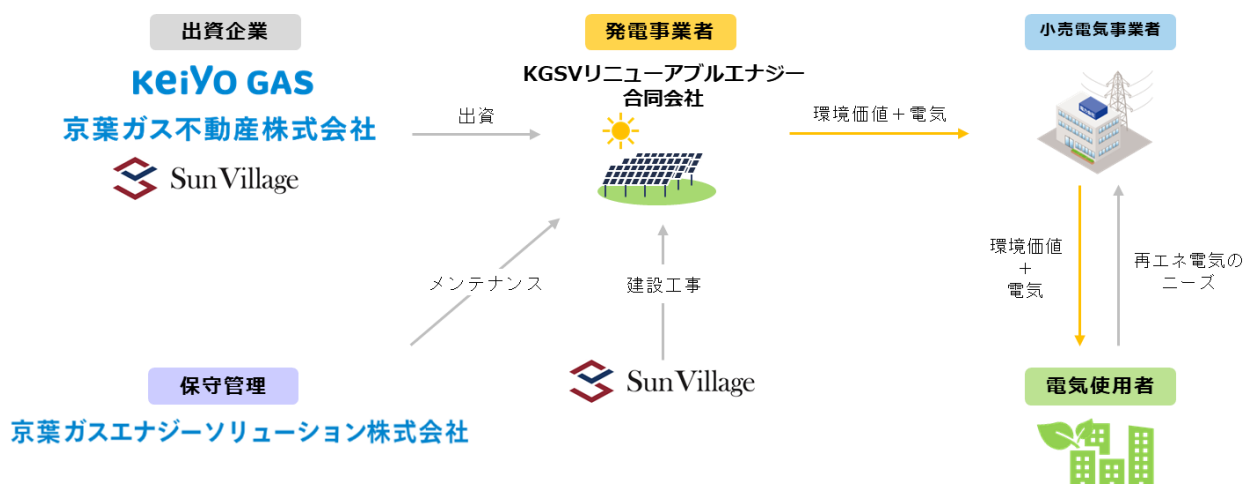 出資企業
KeiYO GAS
京葉ガス不動産株式会社
Sun Village
出資
発電事業者
KGSVリニューアブルエナジー
合同会社
環境価値+電気
小売電気事業者
環境価値
+
電気
再エネ電気の
ニーズ
メンテナンス
建設工事
保守管理
京葉ガスエナジーソリューション株式会社
Sun Village
電気使用者